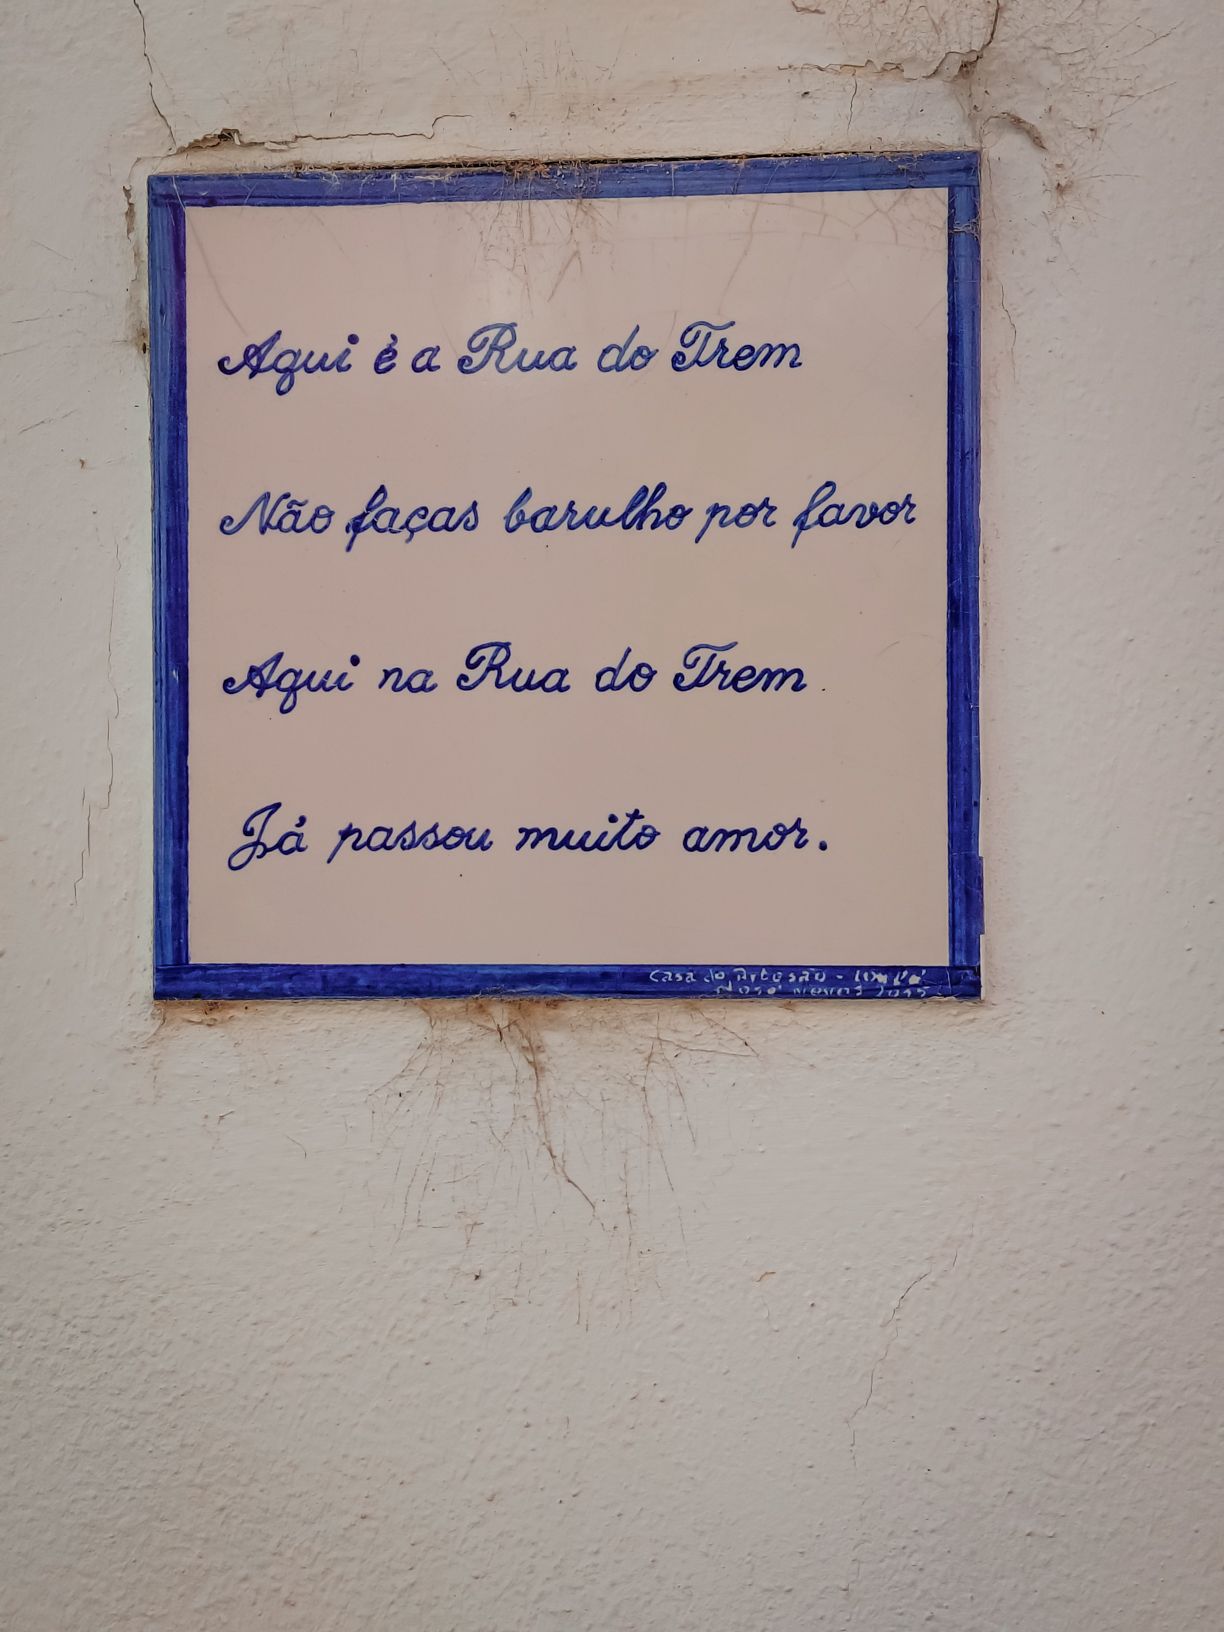 Aqui é a Rua do Trem
Não faças barulho por favor
Aqui na Rua do Trem
Já passou muito amor.
Casa do Artesão -
José